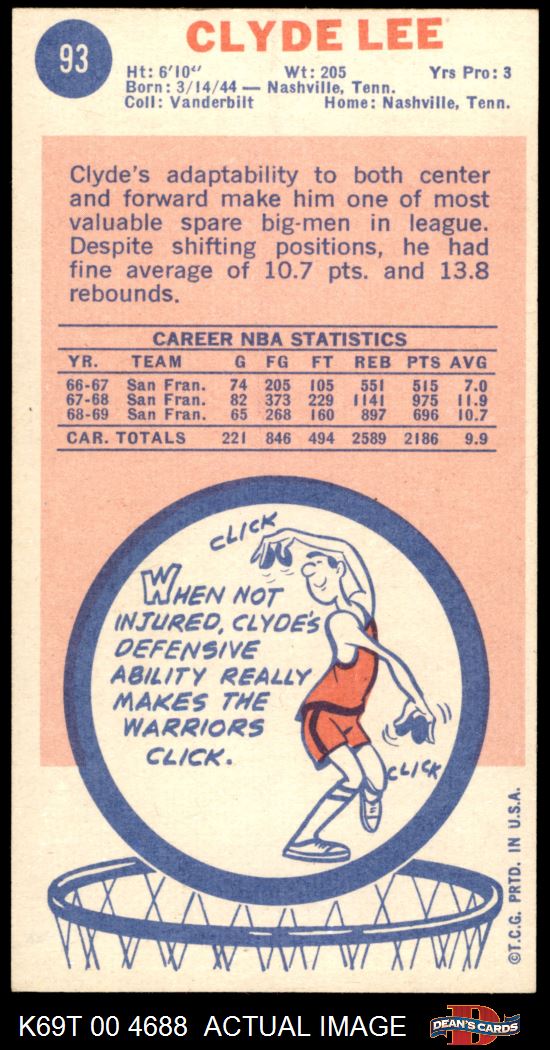 93
CLYDE LEE
Ht: 6'10" Wt: 205 Yrs Pro: 3
Born: 3/14/44 — Nashville, Tenn.
Coll: Vanderbilt Home: Nashville, Tenn.
Clyde's adaptability to both center
and forward make him one of most
valuable spare big-men in league.
Despite shifting positions, he had
fine average of 10.7 pts. and 13.8
rebounds.
CAREER NBA STATISTICS
YR. TEAM G FG FT REB PTS AVG
66-67 San Fran. 74 205 105 551 515 7.0
67-68 San Fran. 82 373 229 1141 975 11.9
68-69 San Fran. 65 268 160 897 696 10.7
CAR. TOTALS 221 846 494 2589 2186 9.9
CLICK
WHEN NOT
INJURED, CLYDE'S
DEFENSIVE
ABILITY REALLY
MAKES THE
WARRIORS
CLICK.
CLICK
©T.C.G. PRTD. IN U.S.A.
K69T 00 4688 ACTUAL IMAGE
D
DEAN'S CARDS